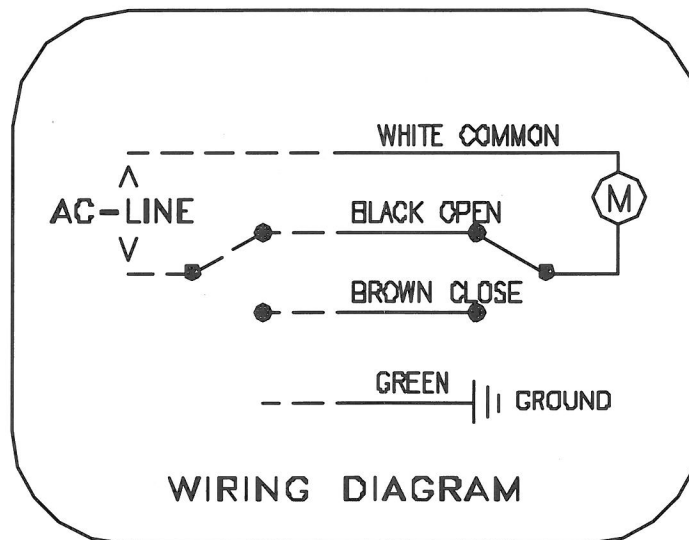 WHITE COMMON
AC-LINE
M
BLACK OPEN
BROWN CLOSE
GREEN
GROUND
WIRING DIAGRAM